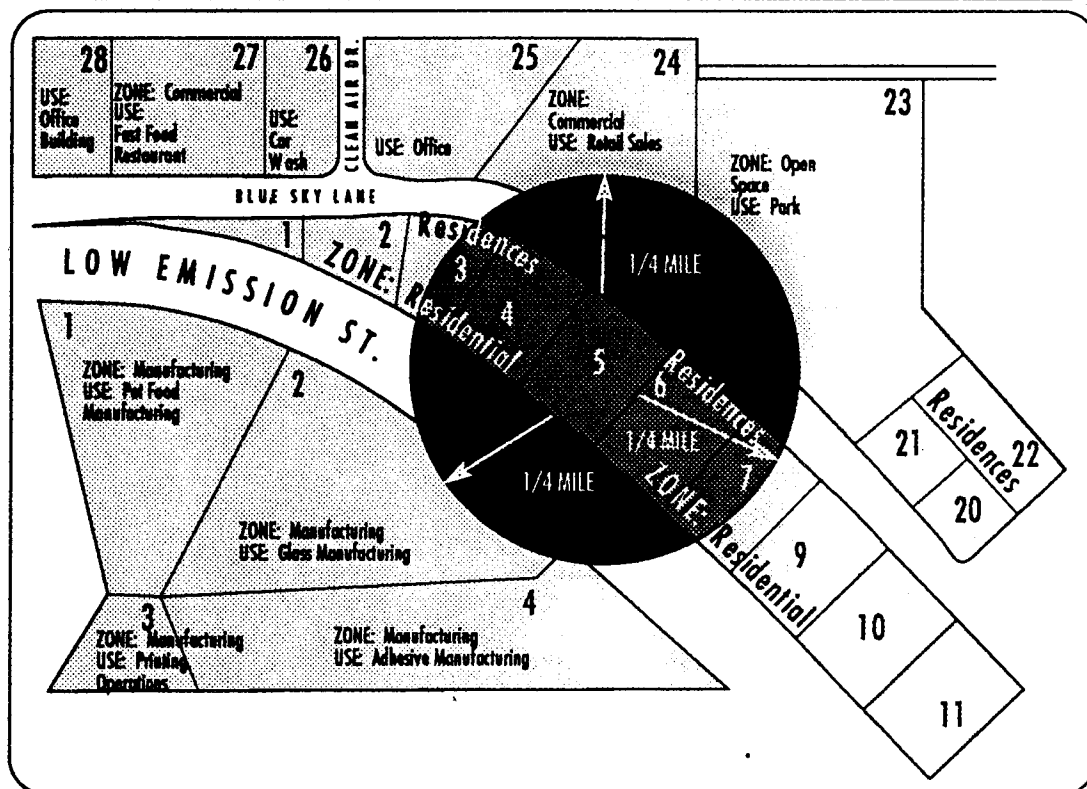 28
USE:
Office
Building
27
ZONE: Commercial
USE:
Fast Food
Restaurant
26
USE:
Car
Wash
CLEAN AIR DR.
25
USE: Office
24
ZONE:
Commercial
USE: Retail Sales
23
ZONE: Open
Space
USE: Park
BLUE SKY LANE
LOW EMISSION ST.
1
2
3
4
5
6
7
9
10
11
Residences
ZONE: Residential
Residences
ZONE: Residential
1/4 MILE
1/4 MILE
1/4 MILE
21
20
22
Residences
1
ZONE: Manufacturing
USE: Pet Food
Manufacturing
2
ZONE: Manufacturing
USE: Glass Manufacturing
3
ZONE: Manufacturing
USE: Printing
Operations
4
ZONE: Manufacturing
USE: Adhesive Manufacturing